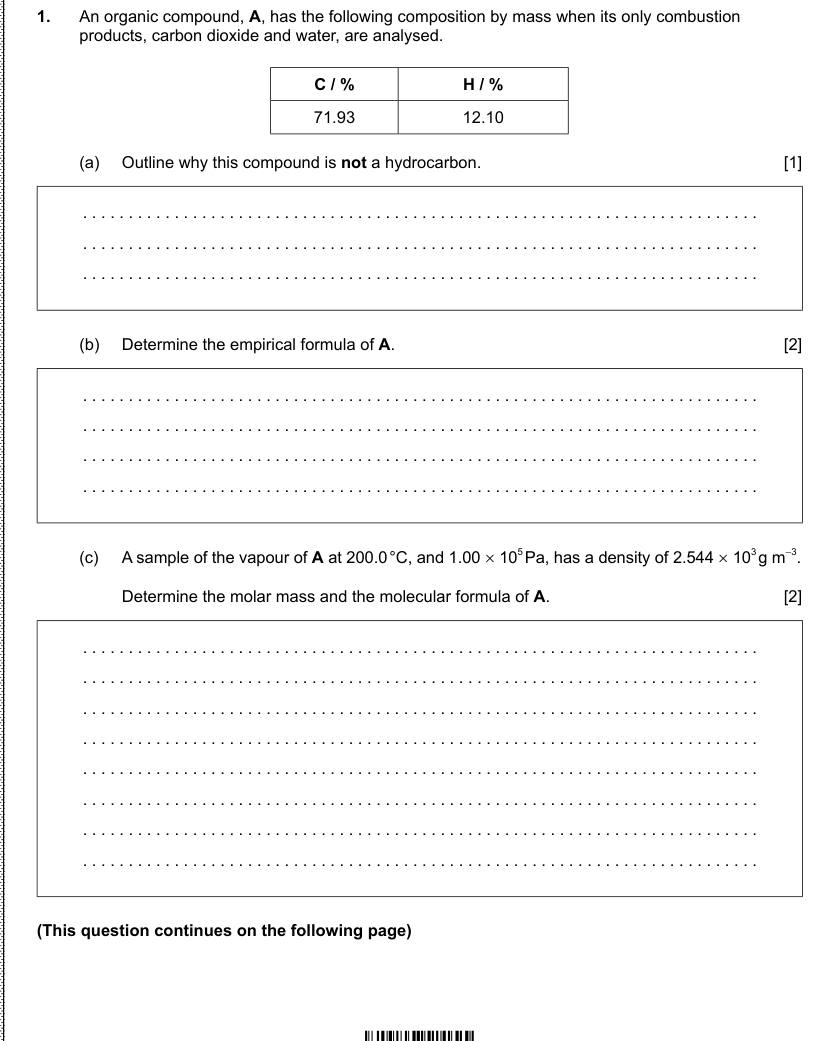 1. An organic compound, A, has the following composition by mass when its only combustion
products, carbon dioxide and water, are analysed.
C / % H / %
71.93 12.10
(a) Outline why this compound is not a hydrocarbon. [1]
(b) Determine the empirical formula of A. [2]
(c) A sample of the vapour of A at 200.0 °C, and 1.00 × 10⁵ Pa, has a density of 2.544 × 10³ g m⁻³.
Determine the molar mass and the molecular formula of A. [2]
(This question continues on the following page)